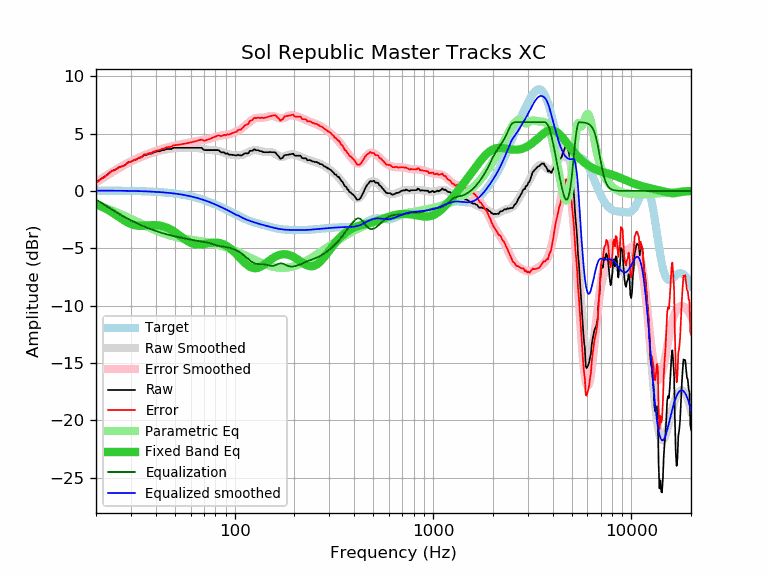 Sol Republic Master Tracks XC
10
5
0
−5
−10
−15
−20
−25
Amplitude (dBr)
Target
Raw Smoothed
Error Smoothed
Raw
Error
Parametric Eq
Fixed Band Eq
Equalization
Equalized smoothed
100
1000
10000
Frequency (Hz)